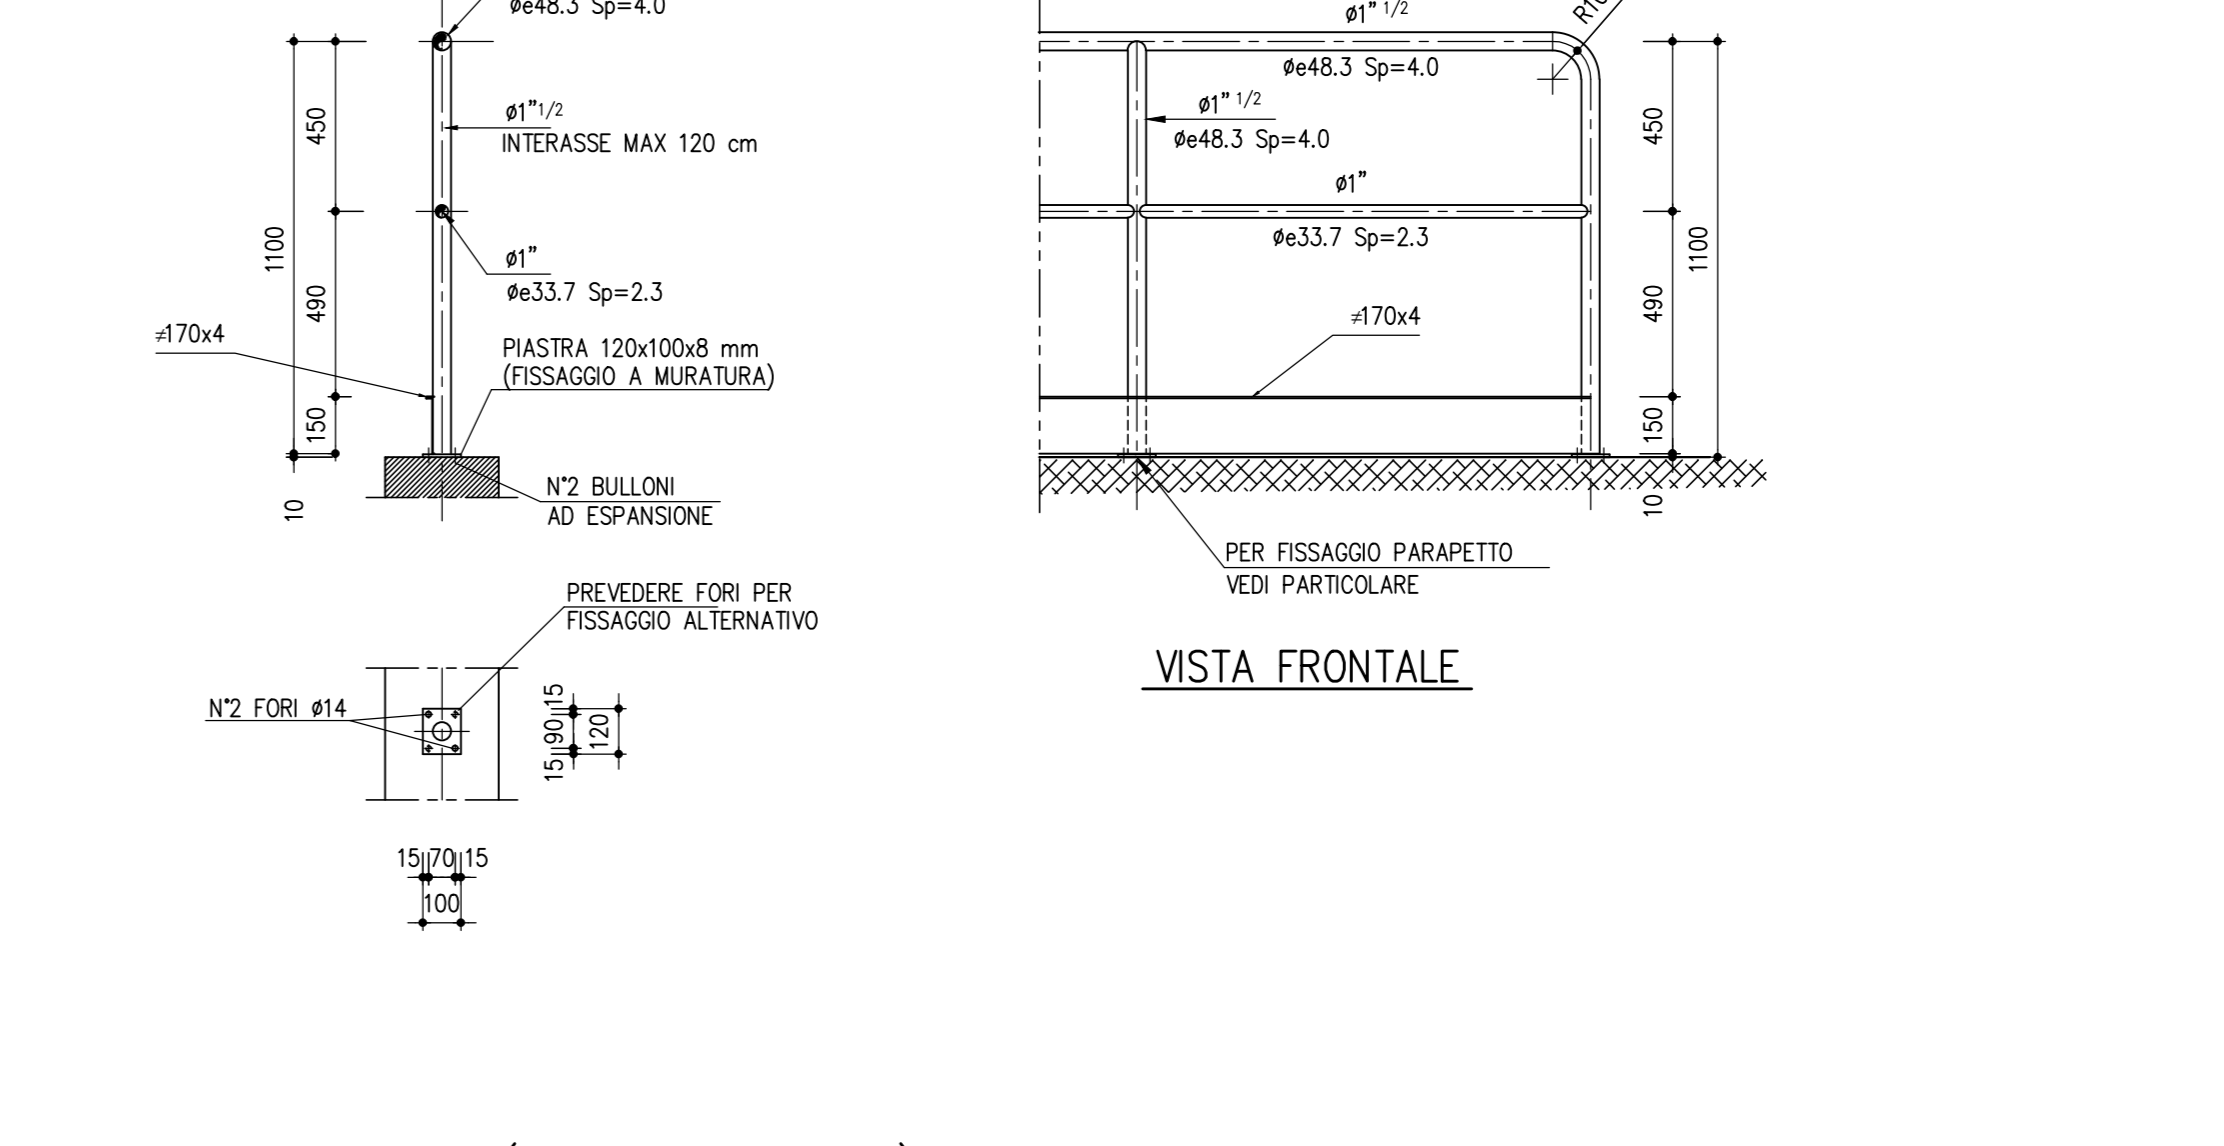 Øe48.3 Sp=4.0
450
ø1"1/2
INTERASSE MAX 120 cm
1100
ø1"
Øe33.7 Sp=2.3
490
≠170x4
PIASTRA 120x100x8 mm
(FISSAGGIO A MURATURA)
150
10
N°2 BULLONI
AD ESPANSIONE
PREVEDERE FORI PER
FISSAGGIO ALTERNATIVO
N°2 FORI ø14
15
90
120
15
15 70 15
100
ø1" 1/2
Øe48.3 Sp=4.0
ø1" 1/2
Øe48.3 Sp=4.0
450
ø1"
Øe33.7 Sp=2.3
1100
490
≠170x4
150
10
PER FISSAGGIO PARAPETTO
VEDI PARTICOLARE
VISTA FRONTALE